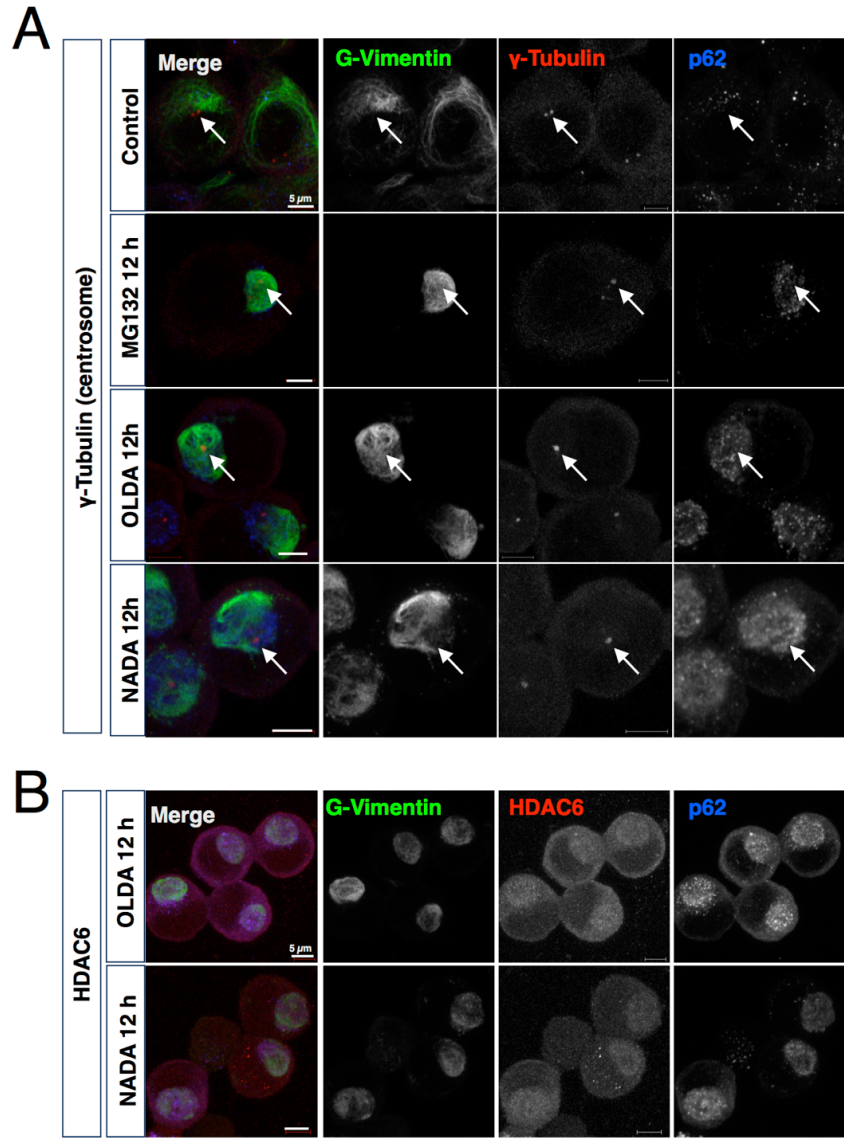 A
Merge G-Vimentin γ-Tubulin p62
γ-Tubulin (centrosome)
Control
5 µm
MG132 12 h
OLDA 12h
NADA 12h
B
Merge G-Vimentin HDAC6 p62
HDAC6
OLDA 12 h
5 µm
NADA 12 h